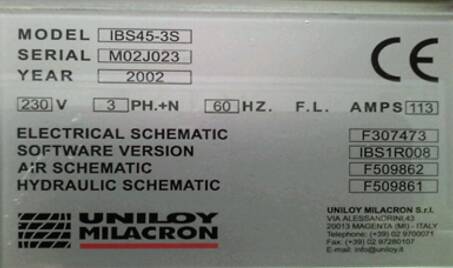 MODEL IBS45-3S
SERIAL M02J023
YEAR 2002
CE
230 V 3 PH.+N 60 HZ. F.L. AMPS 113
ELECTRICAL SCHEMATIC F307473
SOFTWARE VERSION IBS1R008
AIR SCHEMATIC F509862
HYDRAULIC SCHEMATIC F509861
UNILOY
MILACRON
UNILOY MILACRON S.r.l.
VIA ALESSANDRINI,43
20013 MAGENTA (MI) - ITALY
Telephone: (+39) 02 9700071
Fax: (+39) 02 97280107
E-mail: info@uniloy.it